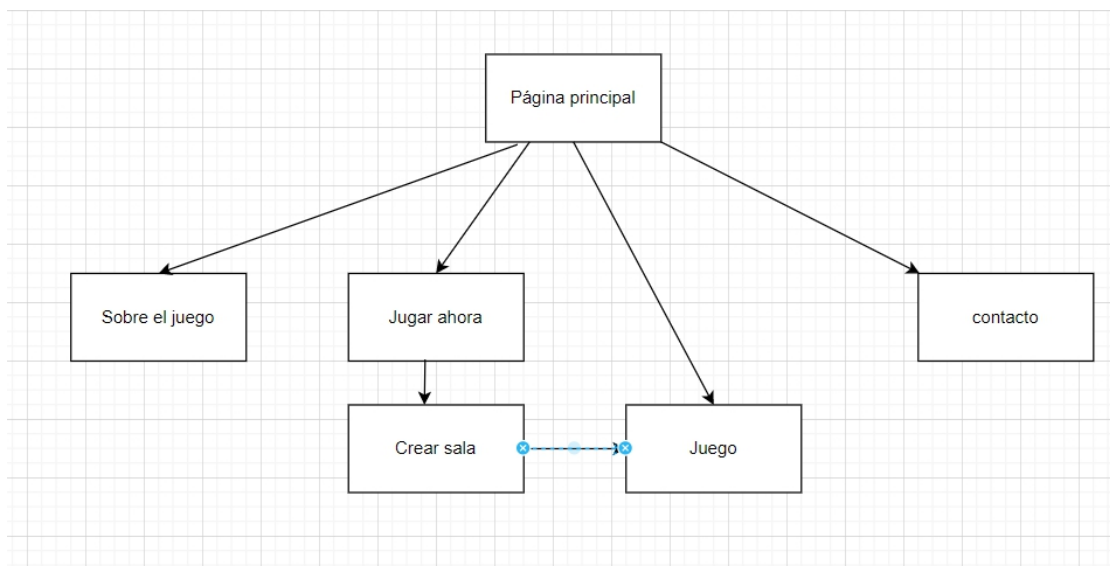 Página principal
Sobre el juego
Jugar ahora
contacto
Crear sala
Juego